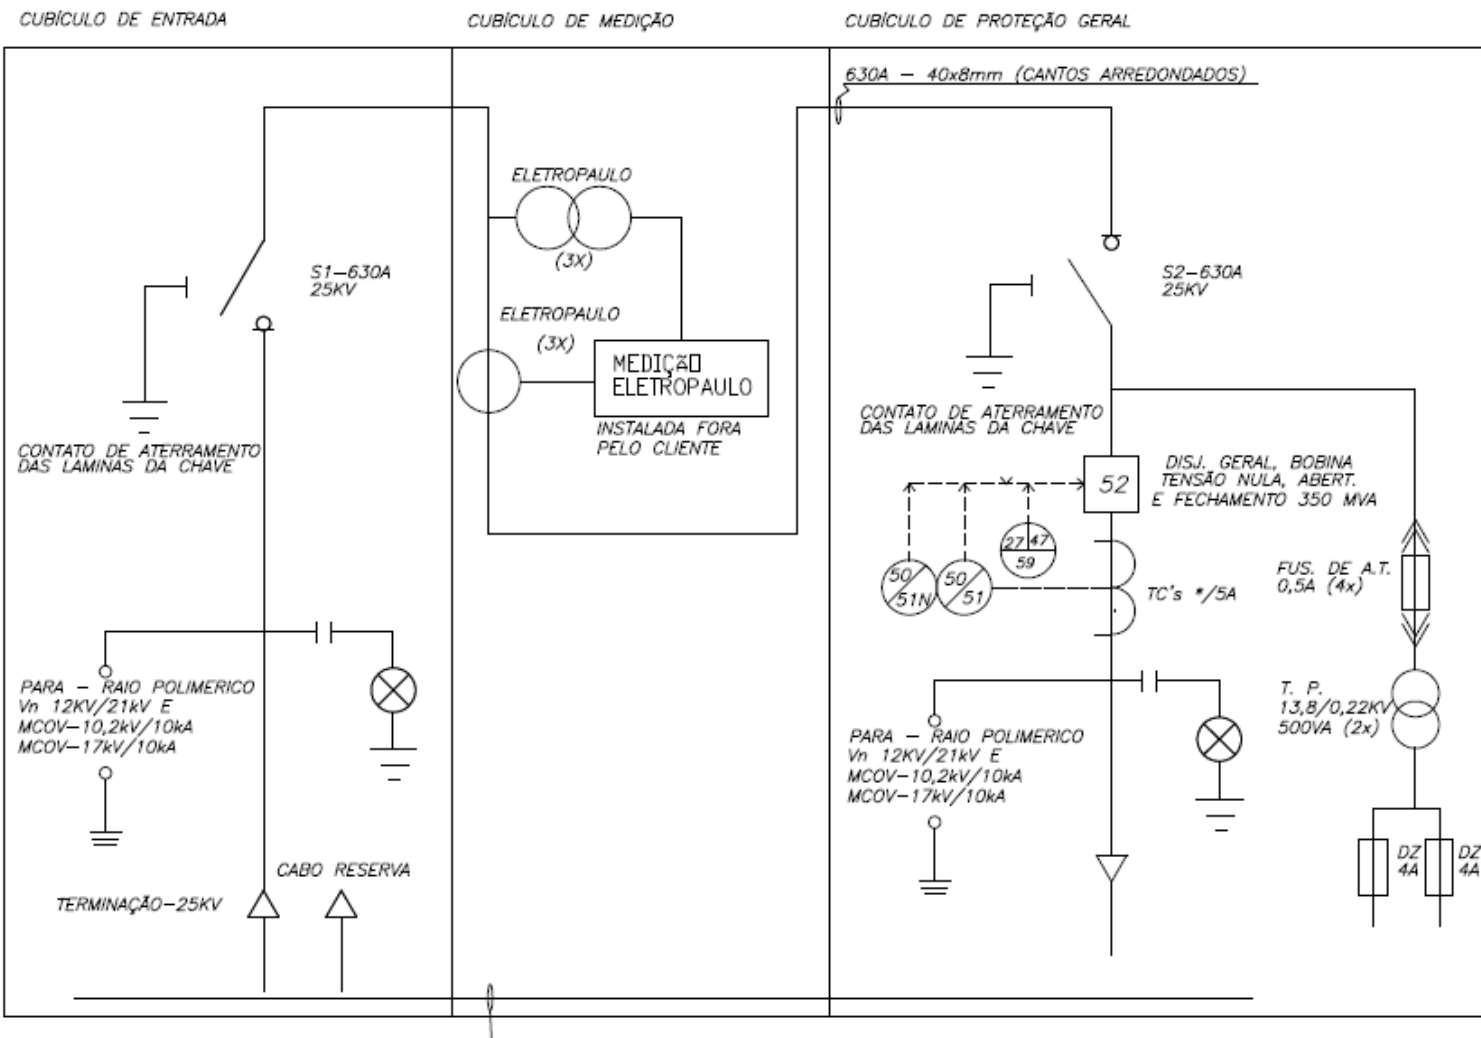 CUBÍCULO DE ENTRADA
CUBÍCULO DE MEDIÇÃO
CUBÍCULO DE PROTEÇÃO GERAL
630A – 40x8mm (CANTOS ARREDONDADOS)
S1–630A
25KV
CONTATO DE ATERRAMENTO
DAS LAMINAS DA CHAVE
PARA – RAIO POLIMERICO
Vn 12KV/21kV E
MCOV–10,2kV/10kA
MCOV–17kV/10kA
CABO RESERVA
TERMINAÇÃO–25KV
ELETROPAULO
(3X)
ELETROPAULO
(3X)
MEDIÇÃO
ELETROPAULO
INSTALADA FORA
PELO CLIENTE
S2–630A
25KV
CONTATO DE ATERRAMENTO
DAS LAMINAS DA CHAVE
52
DISJ. GERAL, BOBINA
TENSÃO NULA, ABERT.
E FECHAMENTO 350 MVA
27 47
59
50
51N
50
51
TC's */5A
FUS. DE A.T.
0,5A (4x)
PARA – RAIO POLIMERICO
Vn 12KV/21kV E
MCOV–10,2kV/10kA
MCOV–17kV/10kA
T. P.
13,8/0,22KV
500VA (2x)
DZ
4A
DZ
4A